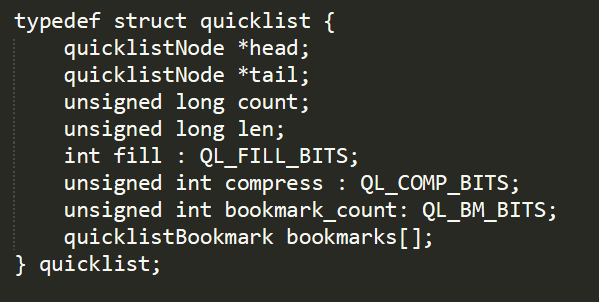 typedef struct quicklist {
    quicklistNode *head;
    quicklistNode *tail;
    unsigned long count;
    unsigned long len;
    int fill : QL_FILL_BITS;
    unsigned int compress : QL_COMP_BITS;
    unsigned int bookmark_count: QL_BM_BITS;
    quicklistBookmark bookmarks[];
} quicklist;